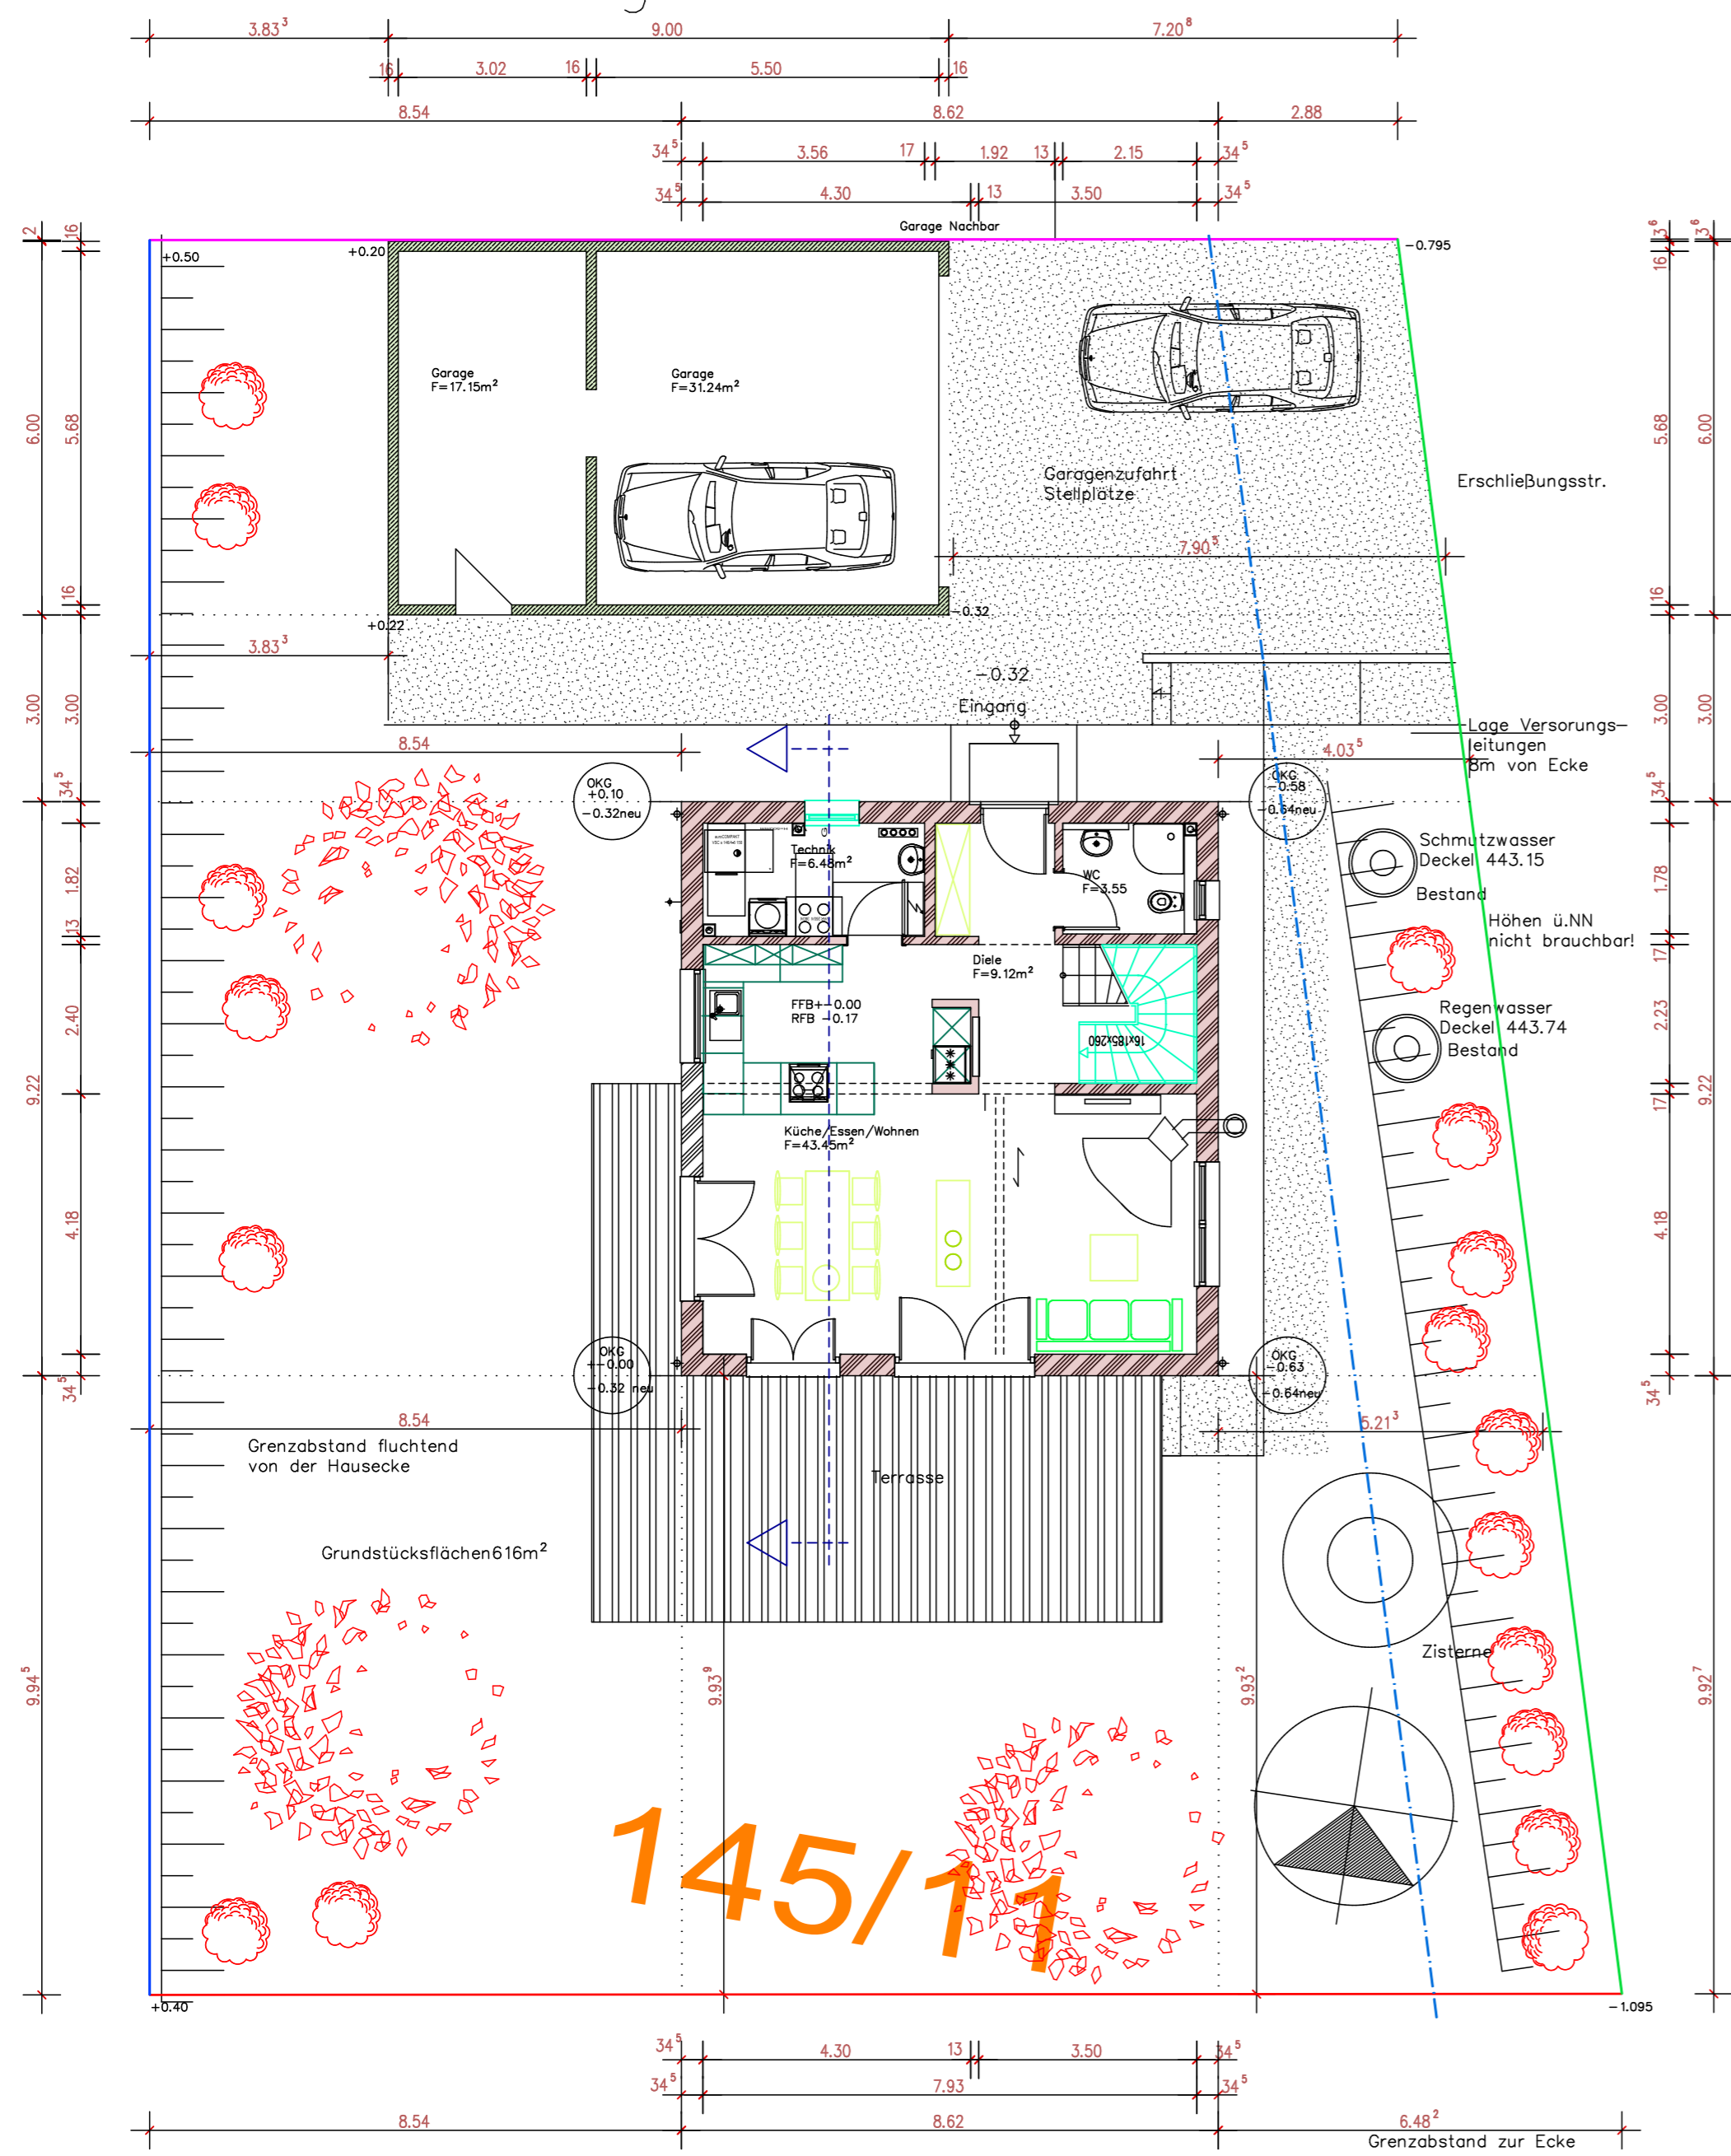 3.83³ 9.00 7.20⁸
16 3.02 16 5.50 16
8.54 8.62 2.88
34⁵ 3.56 17 1.92 13 2.15 34⁵
34⁵ 4.30 13 3.50 34⁵
Garage Nachbar
+0.50
+0.20
-0.795
2
16
3⁶
3⁶
16
6.00
5.68
5.68
6.00
Garage
F=17.15m²
Garage
F=31.24m²
Garagenzufahrt
Stellplätze
Erschließungsstr.
7.90⁵
16
16
-0.32
+0.22
3.83³
3.00
3.00
3.00
3.00
-0.32
Eingang
A
Lage Versorungs-
leitungen
8m von Ecke
8.54
4.03⁵
34⁵
34⁵
OKG
+0.10
-0.32neu
OKG
-0.58
-0.64neu
Technik
F=6.48m²
WC
F=3.55
Schmutzwasser
Deckel 443.15
Bestand
Höhen ü.NN
nicht brauchbar!
1.82
13
1.78
17
Diele
F=9.12m²
FFB+-0.00
RFB -0.17
16x185x260
Regenwasser
Deckel 443.74
Bestand
2.40
2.23
17
9.22
9.22
Küche/Essen/Wohnen
F=43.45m²
4.18
4.18
OKG
+-0.00
-0.32 neu
OKG
-0.63
-0.64neu
34⁵
34⁵
8.54
5.21³
Grenzabstand fluchtend
von der Hausecke
Terrasse
Grundstücksflächen616m²
Zisterne
9.94⁵
9.93⁹
9.93²
9.92⁷
145/11
+0.40
-1.095
34⁵ 4.30 13 3.50 34⁵
34⁵ 7.93 34⁵
8.54 8.62 6.48²
Grenzabstand zur Ecke